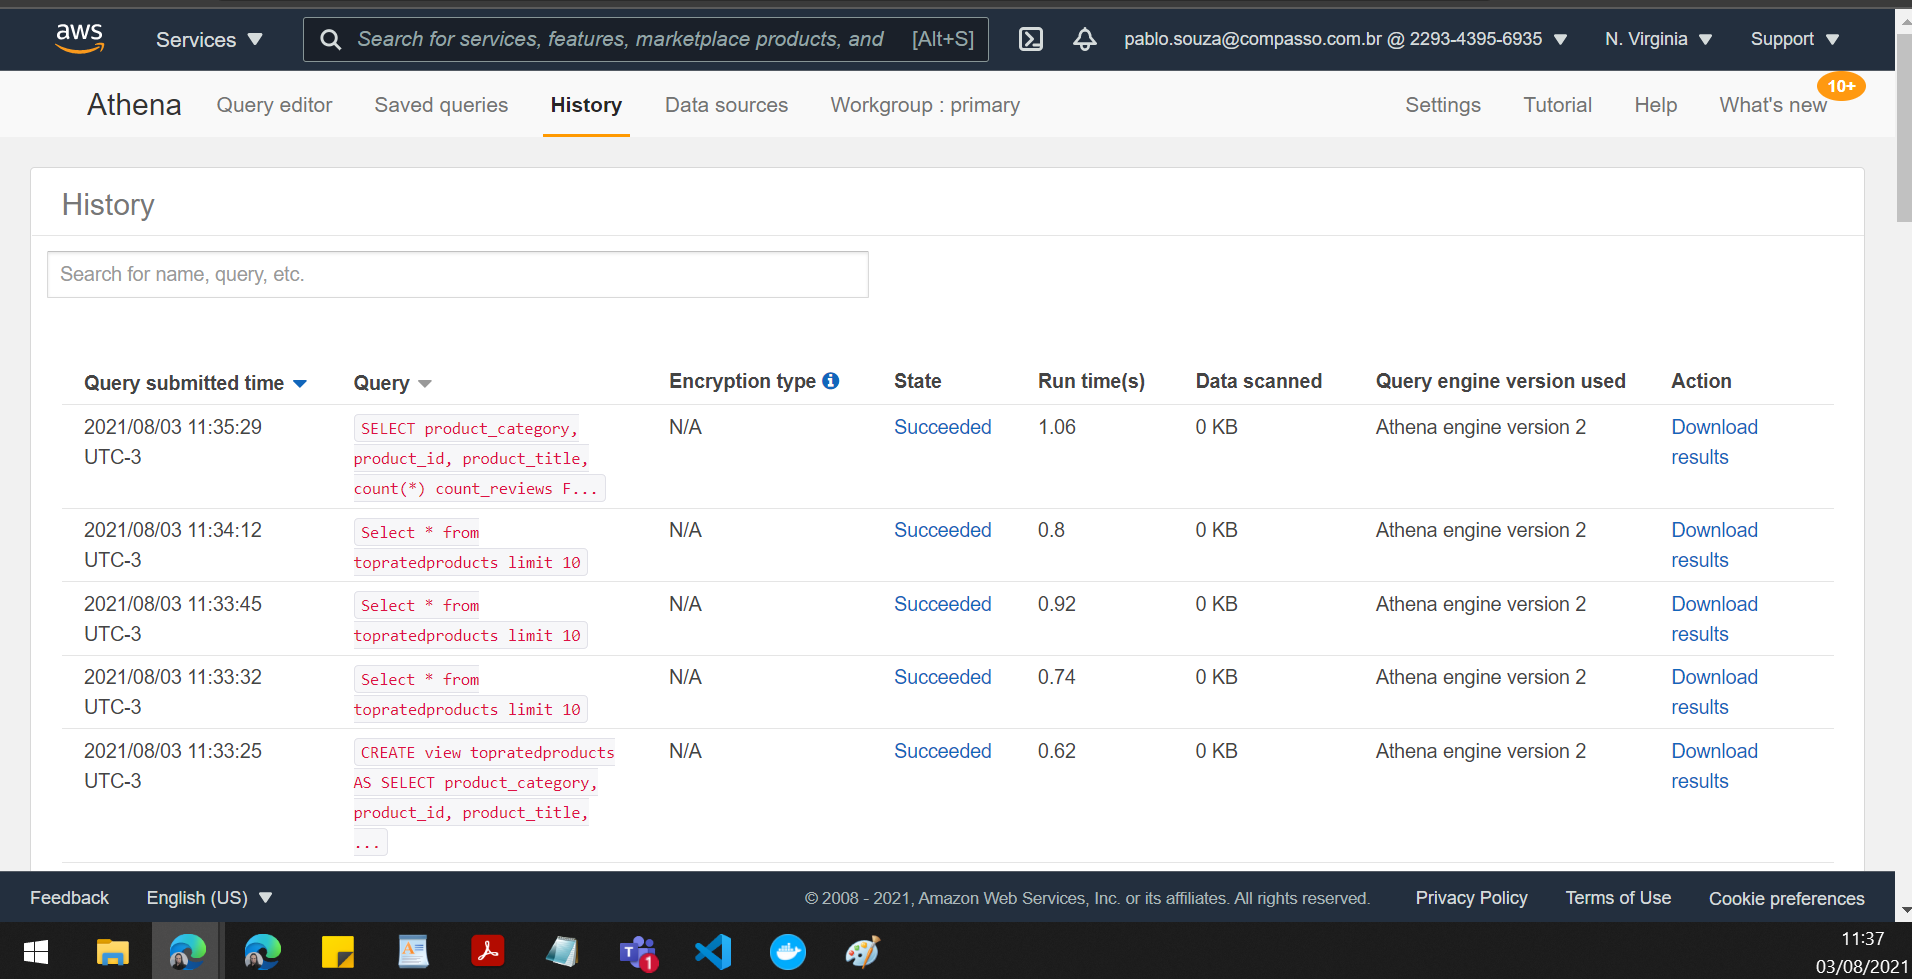 aws Services Search for services, features, marketplace products, and [Alt+S] pablo.souza@compasso.com.br @ 2293-4395-6935 N. Virginia Support
Athena Query editor Saved queries History Data sources Workgroup : primary Settings Tutorial Help What's new 10+
History
Search for name, query, etc.
Query submitted time Query Encryption type State Run time(s) Data scanned Query engine version used Action
2021/08/03 11:35:29 SELECT product_category, N/A Succeeded 1.06 0 KB Athena engine version 2 Download
UTC-3 product_id, product_title, results
count(*) count_reviews F...
2021/08/03 11:34:12 Select * from N/A Succeeded 0.8 0 KB Athena engine version 2 Download
UTC-3 topratedproducts limit 10 results
2021/08/03 11:33:45 Select * from N/A Succeeded 0.92 0 KB Athena engine version 2 Download
UTC-3 topratedproducts limit 10 results
2021/08/03 11:33:32 Select * from N/A Succeeded 0.74 0 KB Athena engine version 2 Download
UTC-3 topratedproducts limit 10 results
2021/08/03 11:33:25 CREATE view topratedproducts N/A Succeeded 0.62 0 KB Athena engine version 2 Download
UTC-3 AS SELECT product_category, results
product_id, product_title,
...
Feedback English (US) © 2008 - 2021, Amazon Web Services, Inc. or its affiliates. All rights reserved. Privacy Policy Terms of Use Cookie preferences
T 1 11:37
03/08/2021